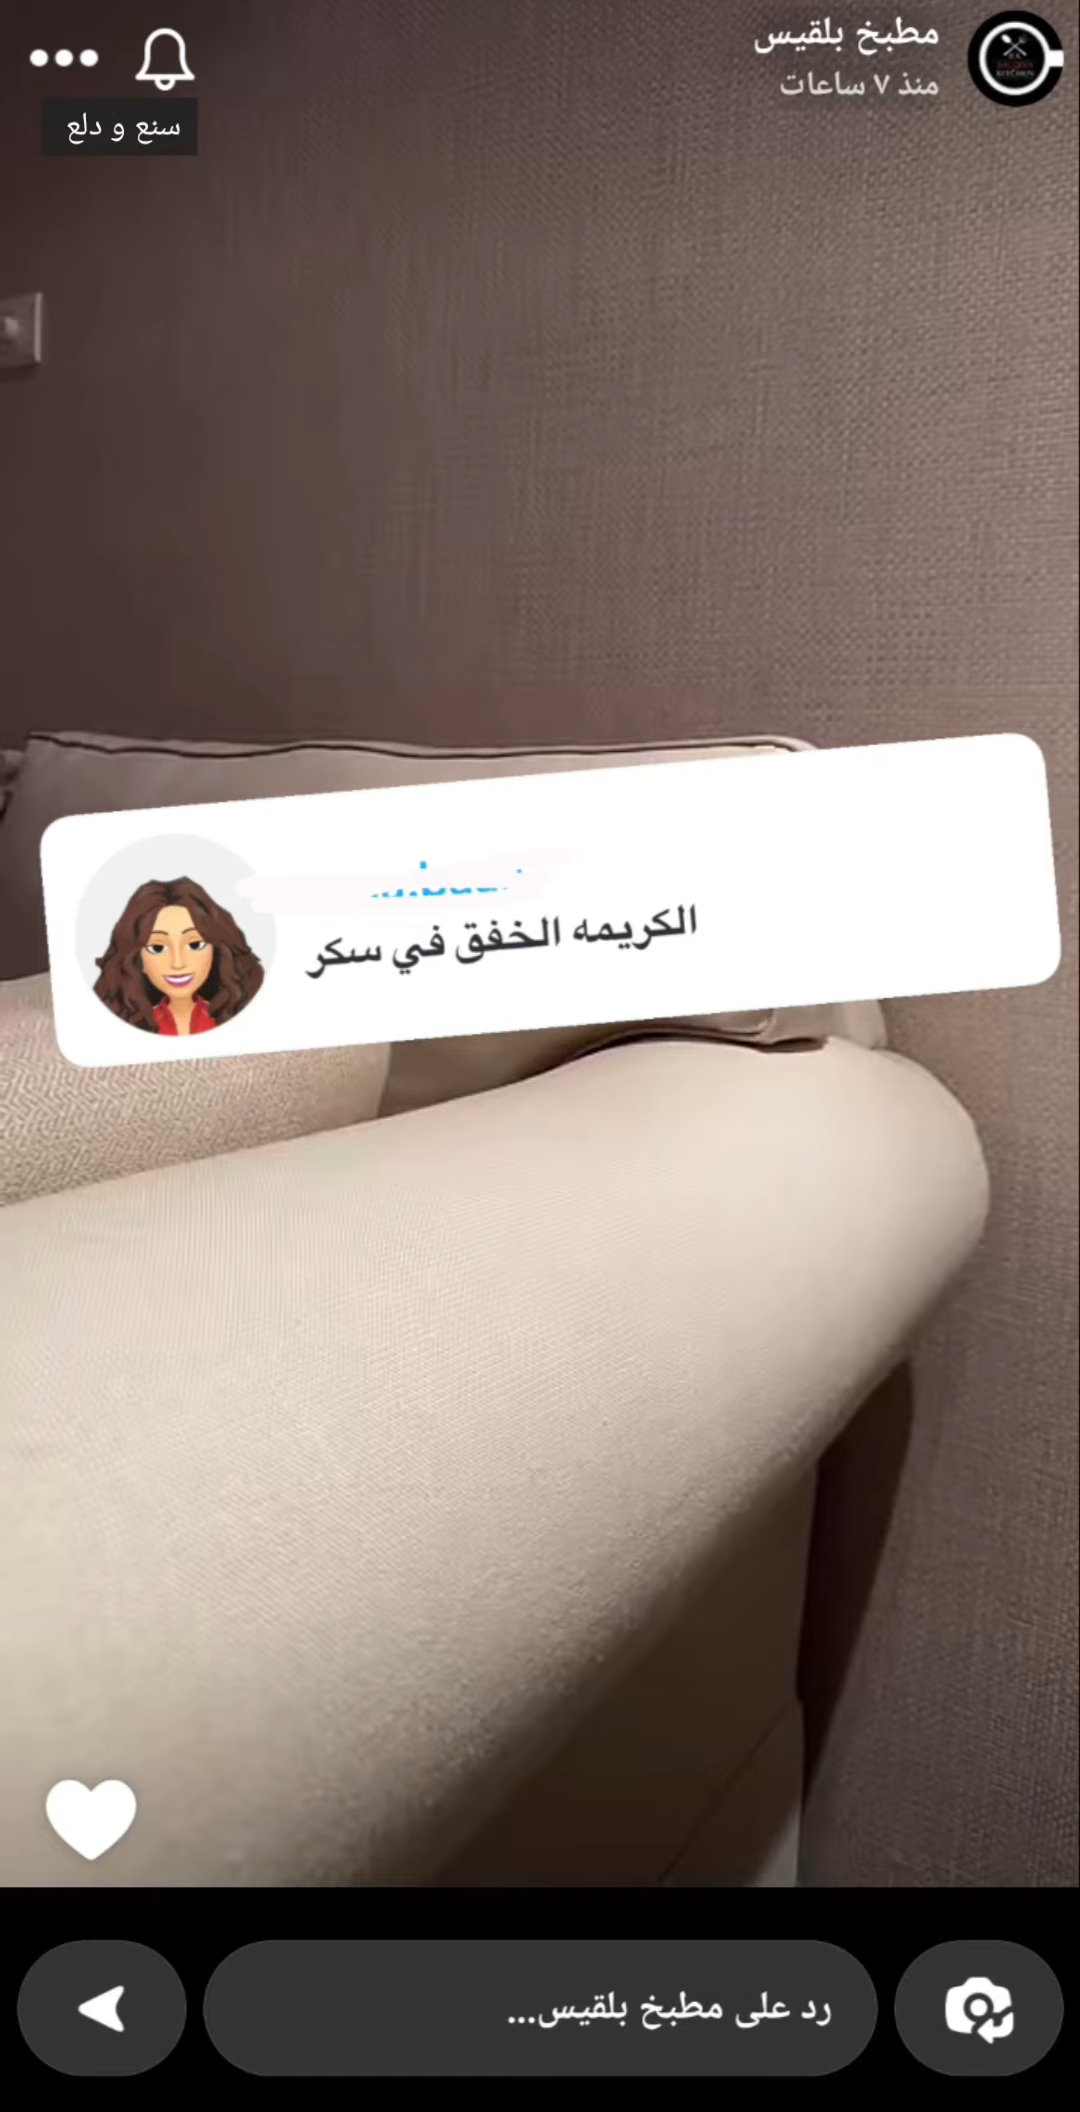 مطبخ بلقيس
منذ ٧ ساعات
سنع و دلع
الكريمه الخفق في سكر
رد على مطبخ بلقيس...